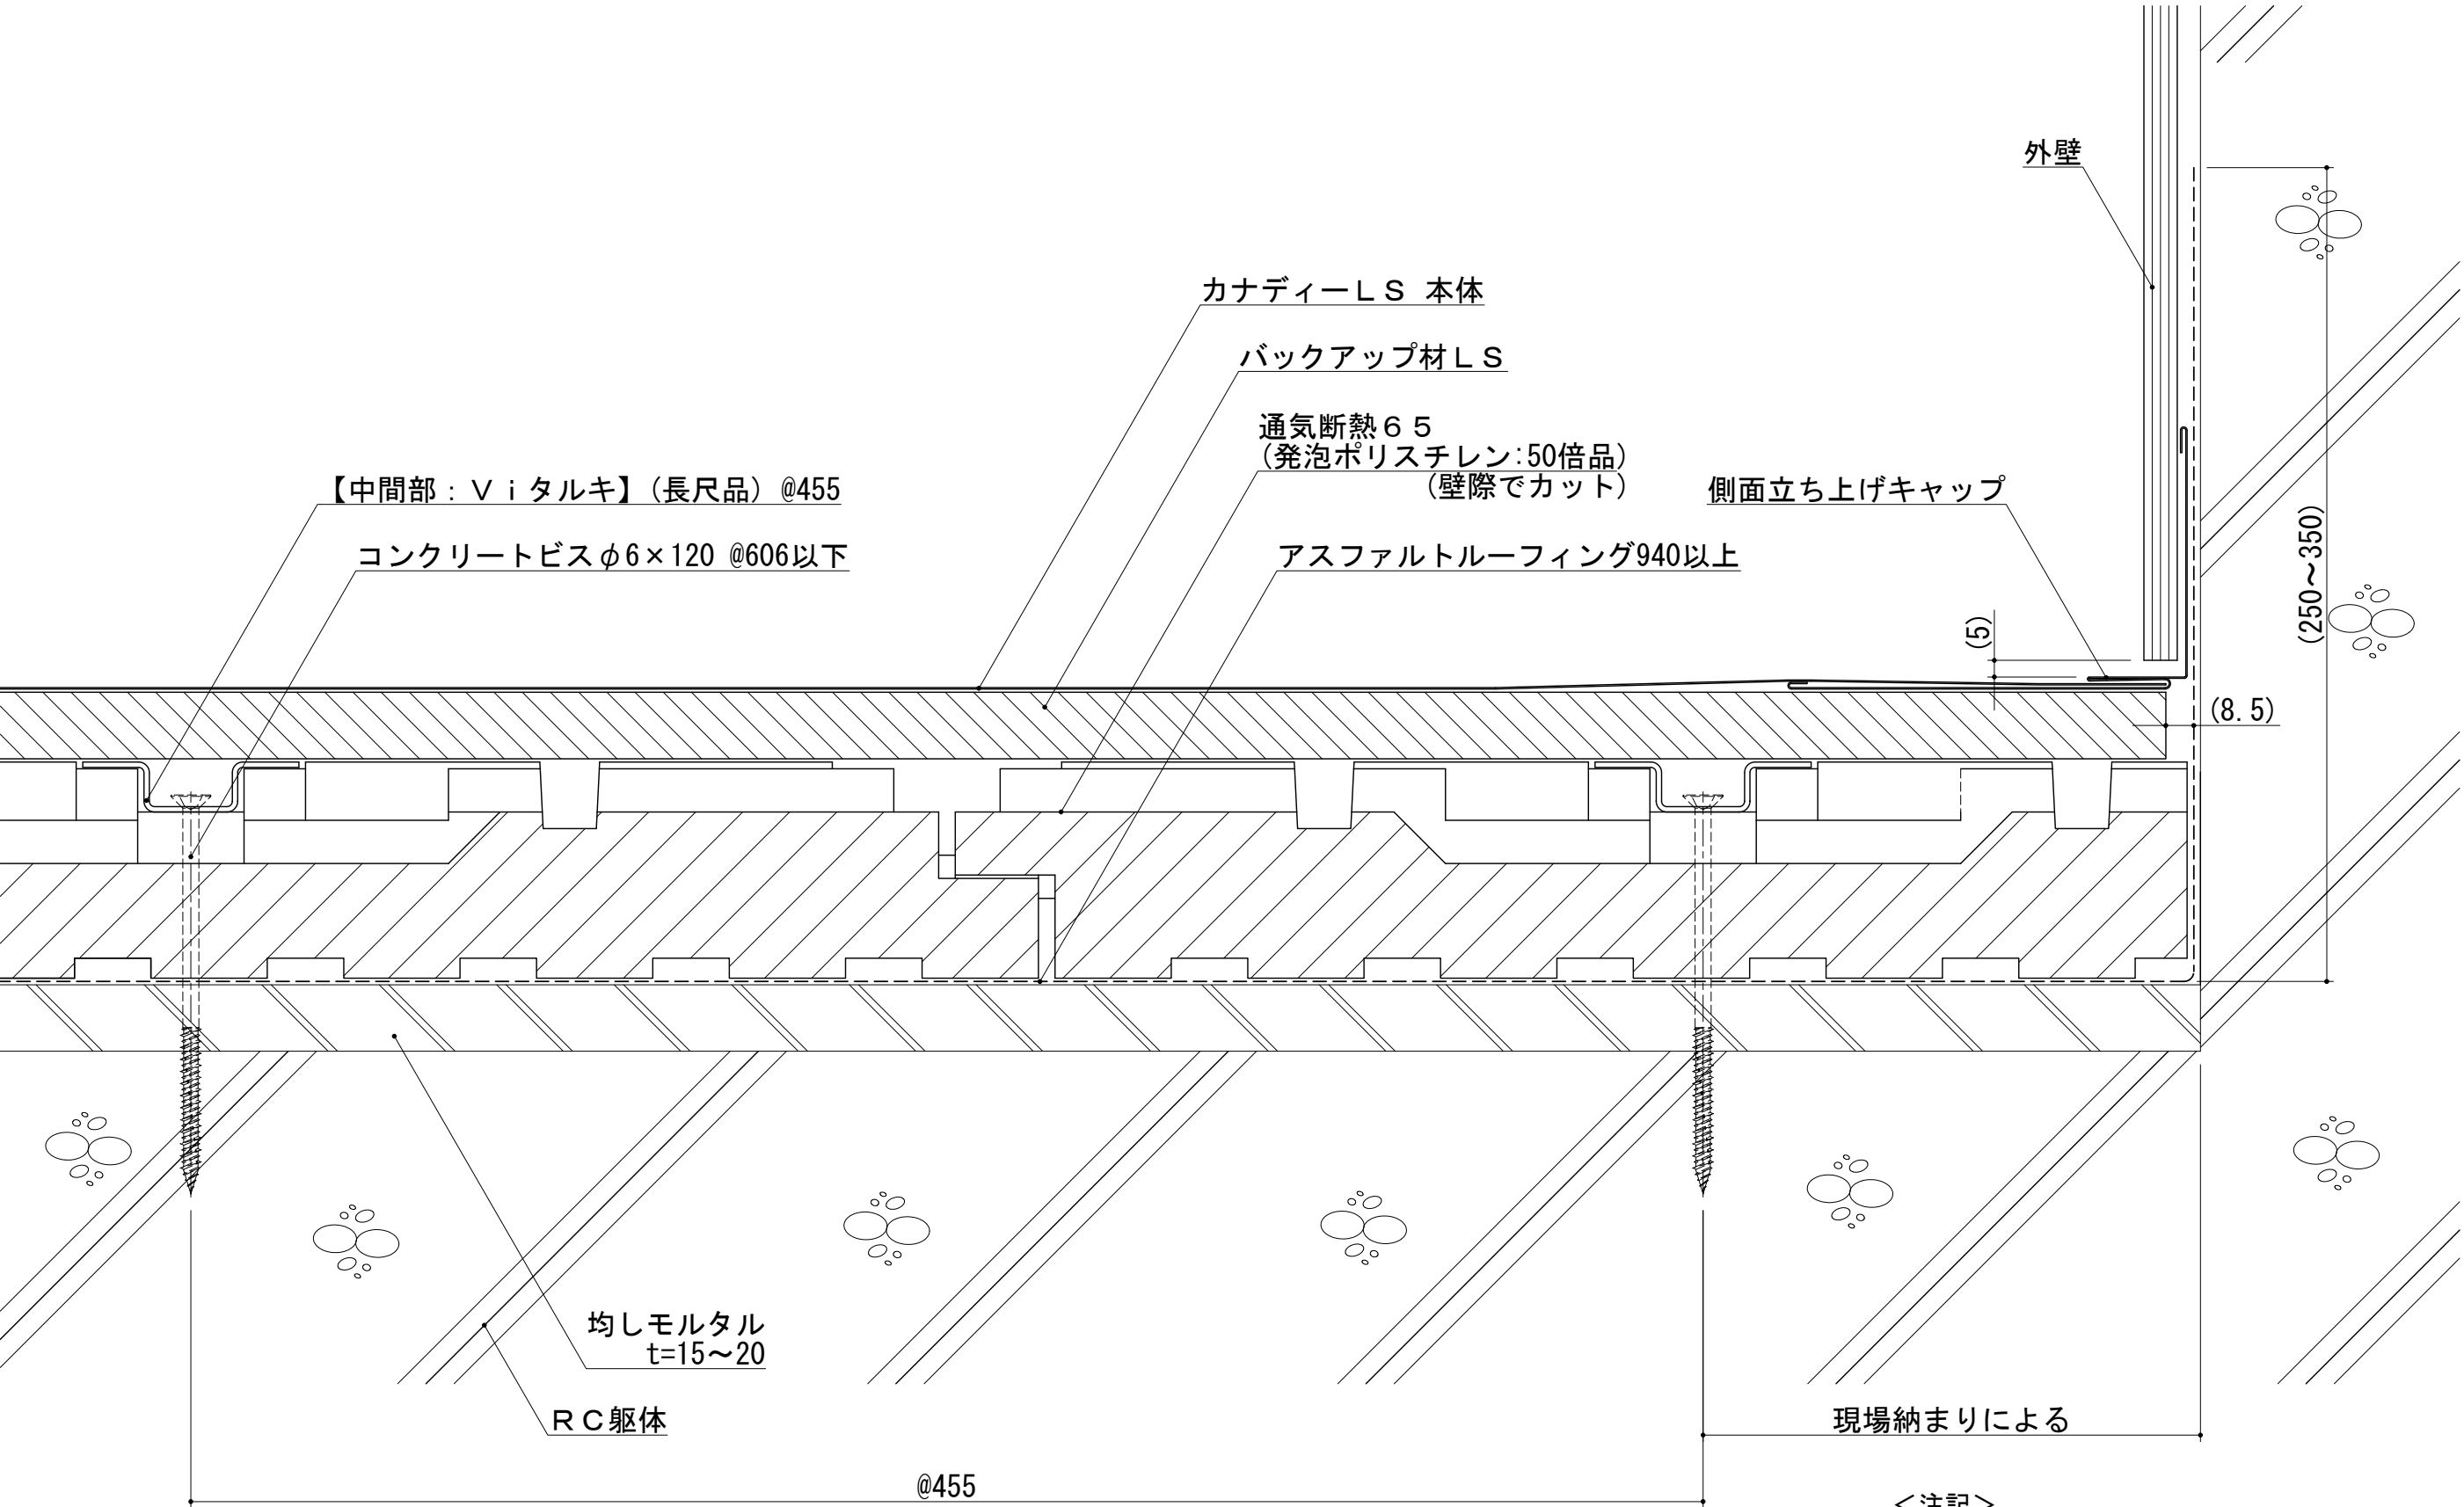 外壁
カナディーLS 本体
バックアップ材LS
通気断熱65
(発泡ポリスチレン:50倍品)
(壁際でカット)
【中間部:Viタルキ】(長尺品) @455
側面立ち上げキャップ
コンクリートビスφ6×120 @606以下
アスファルトルーフィング940以上
(250~350)
(5)
(8.5)
均しモルタル
t=15~20
RC躯体
現場納まりによる
@455
<注記>